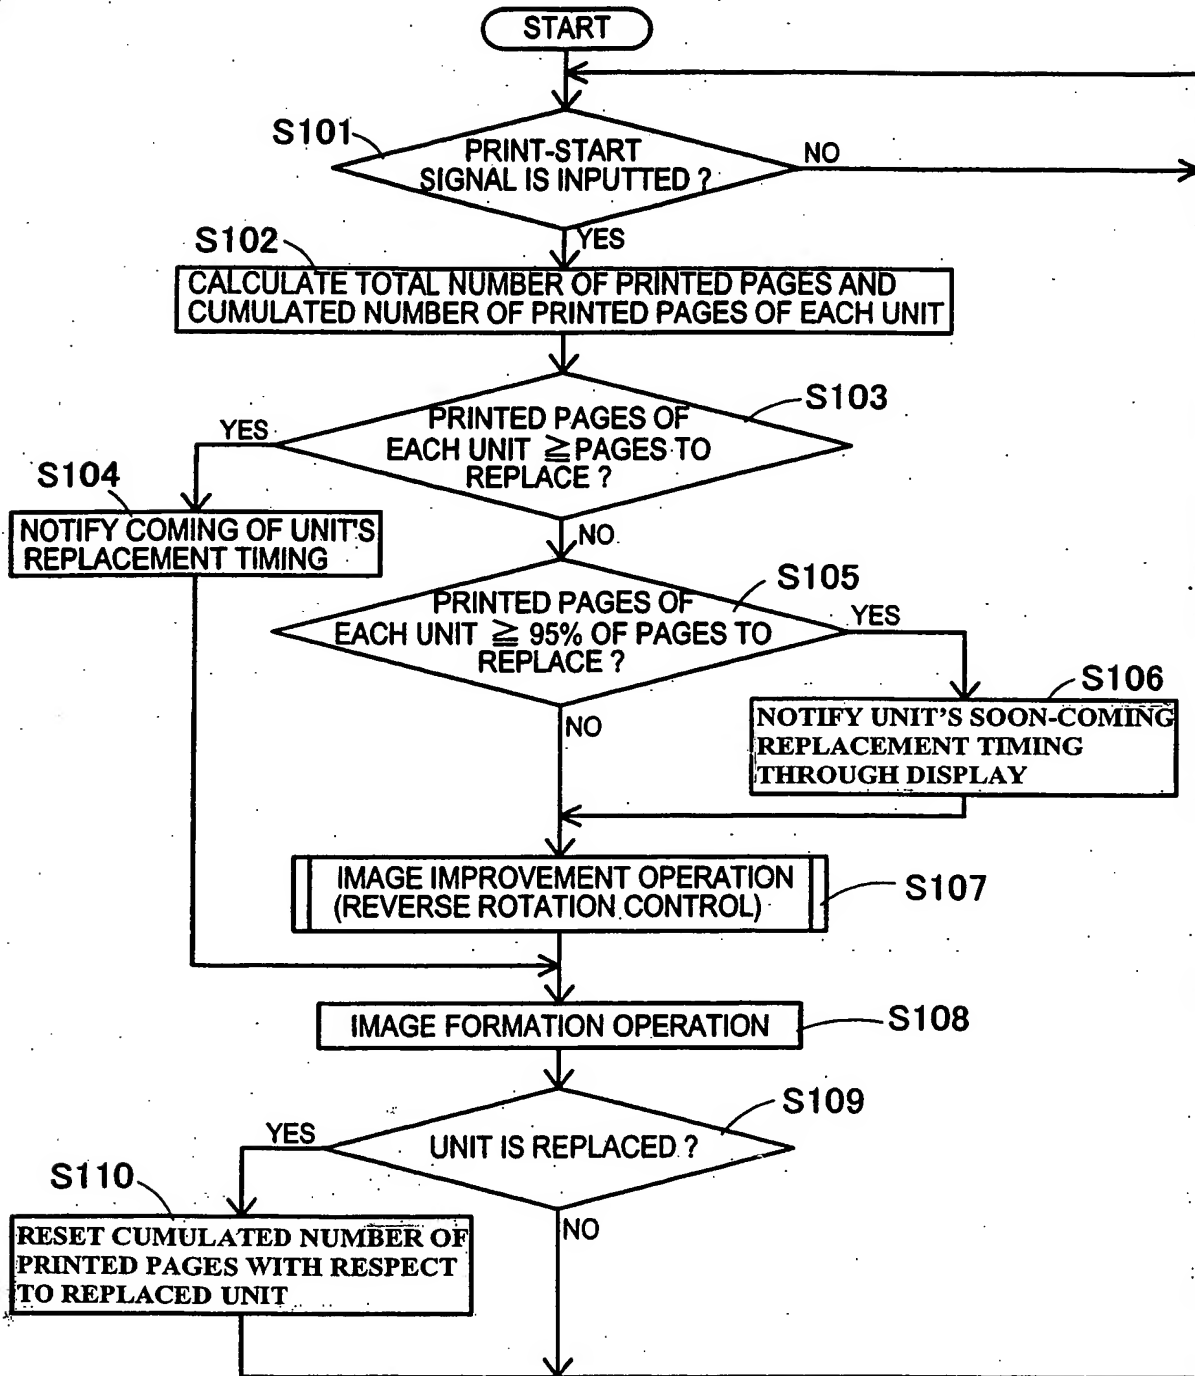 START
S101
PRINT-START
SIGNAL IS INPUTTED ?
NO
YES
S102
CALCULATE TOTAL NUMBER OF PRINTED PAGES AND
CUMULATED NUMBER OF PRINTED PAGES OF EACH UNIT
S103
PRINTED PAGES OF
EACH UNIT ≧ PAGES TO
REPLACE ?
YES
S104
NOTIFY COMING OF UNIT'S
REPLACEMENT TIMING
NO
S105
PRINTED PAGES OF
EACH UNIT ≧ 95% OF PAGES TO
REPLACE ?
YES
S106
NOTIFY UNIT'S SOON-COMING
REPLACEMENT TIMING
THROUGH DISPLAY
NO
IMAGE IMPROVEMENT OPERATION
(REVERSE ROTATION CONTROL)
S107
IMAGE FORMATION OPERATION
S108
S109
UNIT IS REPLACED ?
YES
S110
RESET CUMULATED NUMBER OF
PRINTED PAGES WITH RESPECT
TO REPLACED UNIT
NO